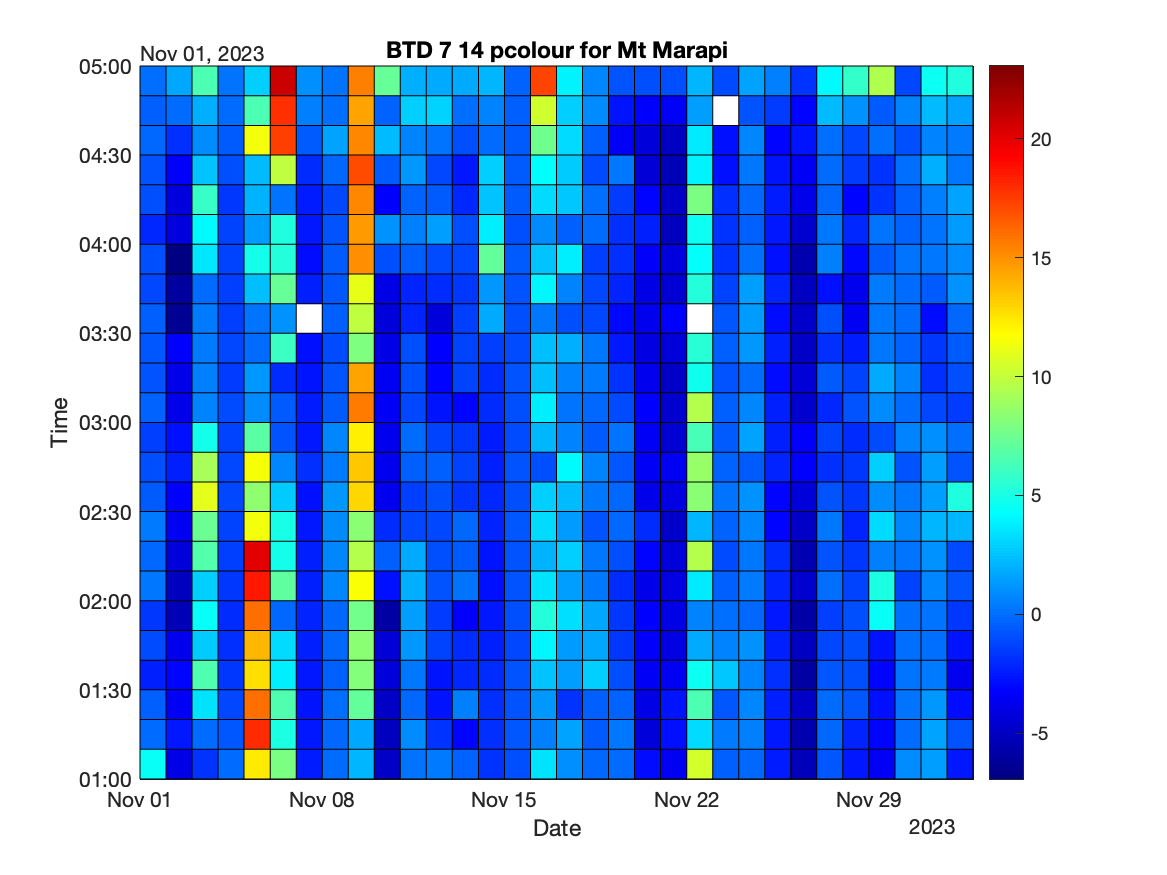 Nov 01, 2023
BTD 7 14 pcolour for Mt Marapi
05:00
04:30
04:00
03:30
03:00
02:30
02:00
01:30
01:00
Time
Nov 01
Nov 08
Nov 15
Nov 22
Nov 29
Date
2023
20
15
10
5
0
-5